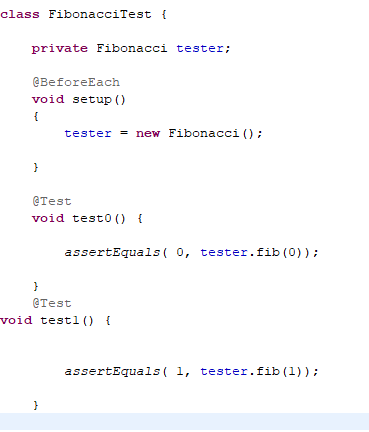 class FibonacciTest {
private Fibonacci tester;
@BeforeEach
void setup()
{
tester = new Fibonacci();
}
@Test
void test0() {
assertEquals( 0, tester.fib(0));
}
@Test
void test1() {
assertEquals( 1, tester.fib(1));
}